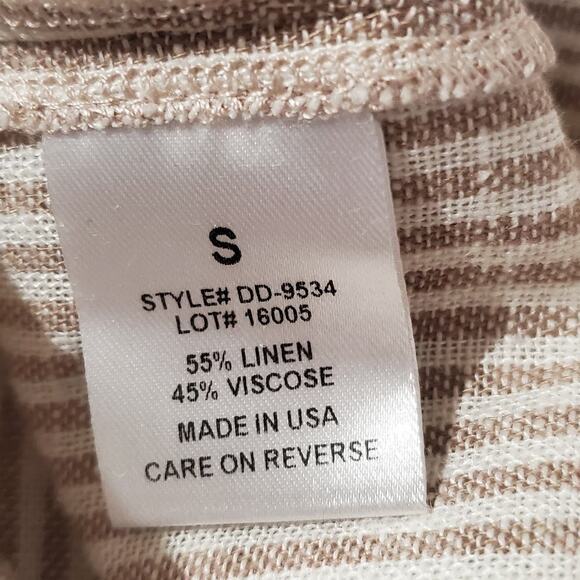 S
STYLE# DD-9534
LOT# 16005
55% LINEN
45% VISCOSE
MADE IN USA
CARE ON REVERSE